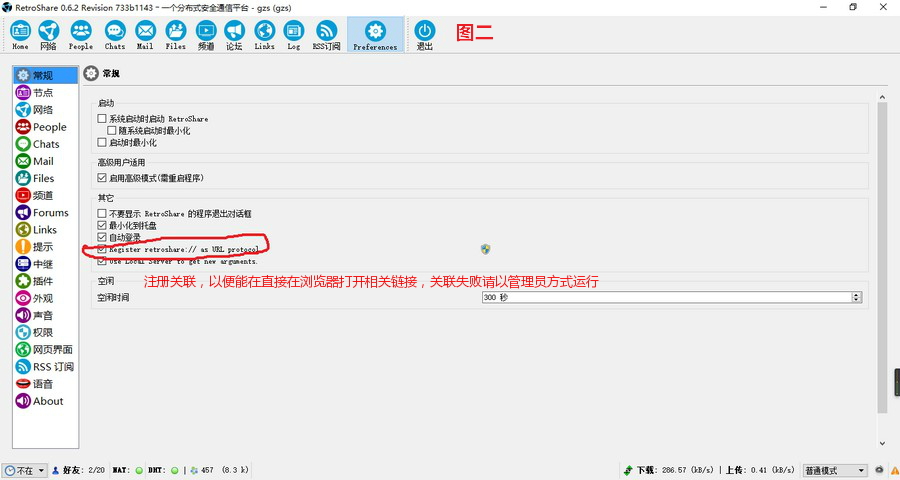 RetroShare 0.6.2 Revision 733b1143 - 一个分布式安全通信平台 - gzs (gzs)
Home 网络 People Chats Mail Files 频道 论坛 Links Log RSS订阅 Preferences 退出
图二
常规
节点
网络
People
Chats
Mail
Files
频道
Forums
Links
提示
中继
插件
外观
声音
权限
网页界面
RSS 订阅
语音
About
常规
启动
系统启动时启动 RetroShare
随系统启动时最小化
启动时最小化
高级用户适用
启用高级模式(需重启程序)
其它
不要显示 RetroShare 的程序退出对话框
最小化到托盘
自动登录
Register retroshare:// as URL protocol
Use Local Server to get new arguments.
注册关联，以便能在直接在浏览器打开相关链接，关联失败请以管理员方式运行
空闲
空闲时间
300 秒
不在 好友: 2/20 NAT: DHT: | 457 (8.3 k) 下载: 286.57 (kB/s) | 上传: 0.41 (kB/s) 普通模式